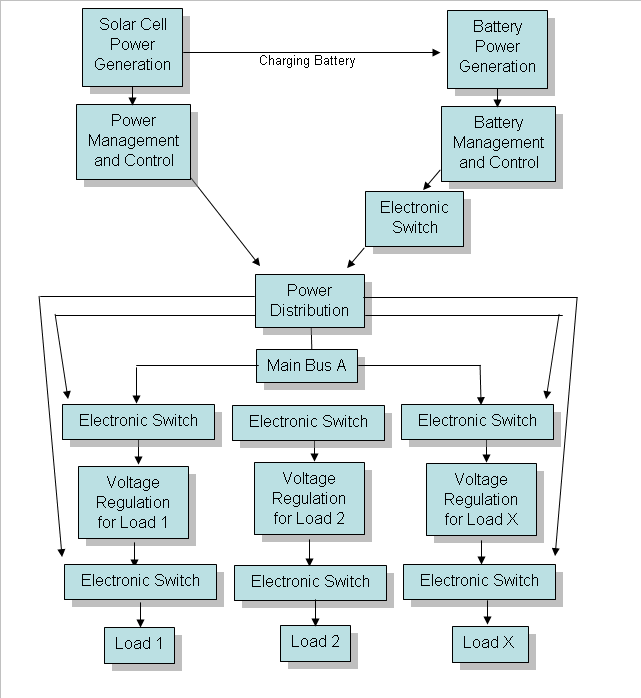 Solar Cell
Power
Generation
Charging Battery
Battery
Power
Generation
Power
Management
and Control
Battery
Management
and Control
Electronic
Switch
Power
Distribution
Main Bus A
Electronic Switch
Electronic Switch
Electronic Switch
Voltage
Regulation
for Load 1
Voltage
Regulation
for Load 2
Voltage
Regulation
for Load X
Electronic Switch
Electronic Switch
Electronic Switch
Load 1
Load 2
Load X